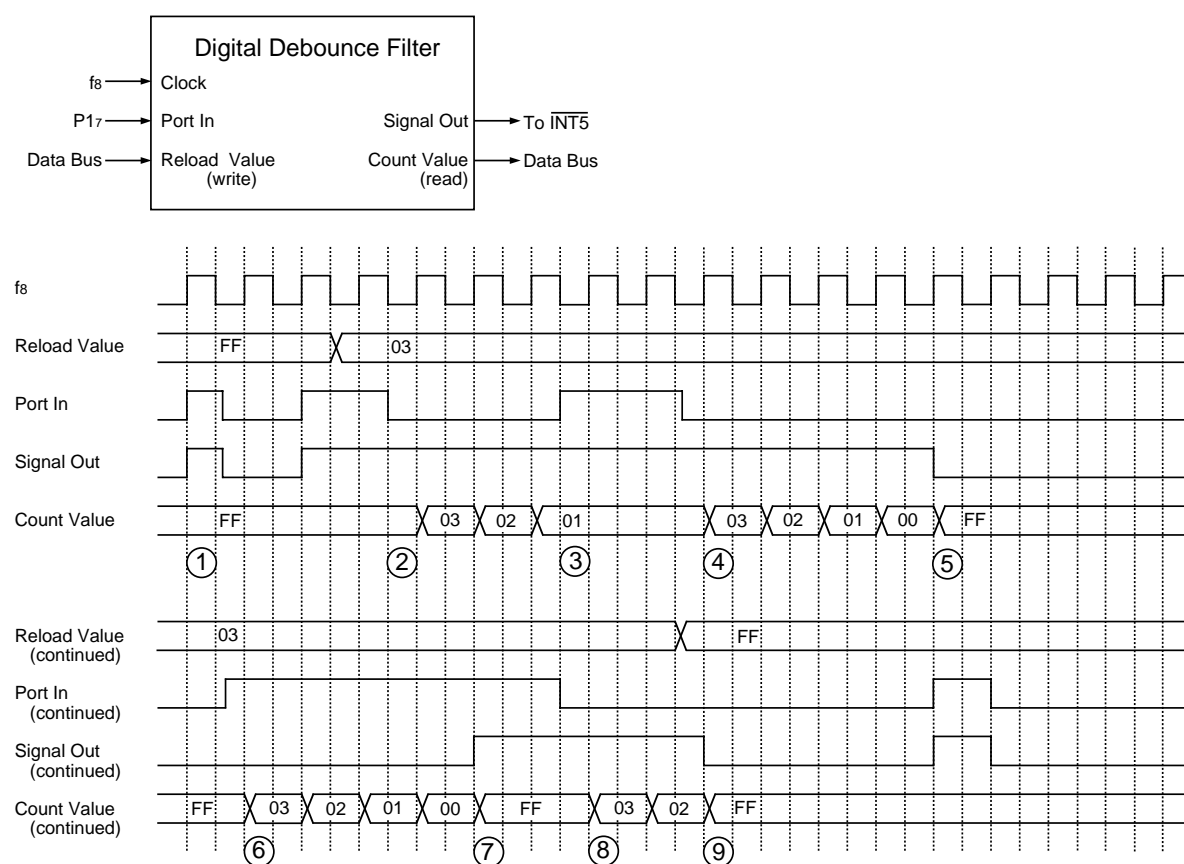 Digital Debounce Filter
f8
Clock
P17
Port In
Signal Out
To INT5
Data Bus
Reload Value
(write)
Count Value
(read)
Data Bus
f8
Reload Value
FF
03
Port In
Signal Out
Count Value
FF
03
02
01
03
02
01
00
FF
1
2
3
4
5
Reload Value
(continued)
03
FF
Port In
(continued)
Signal Out
(continued)
Count Value
(continued)
FF
03
02
01
00
FF
03
02
FF
6
7
8
9